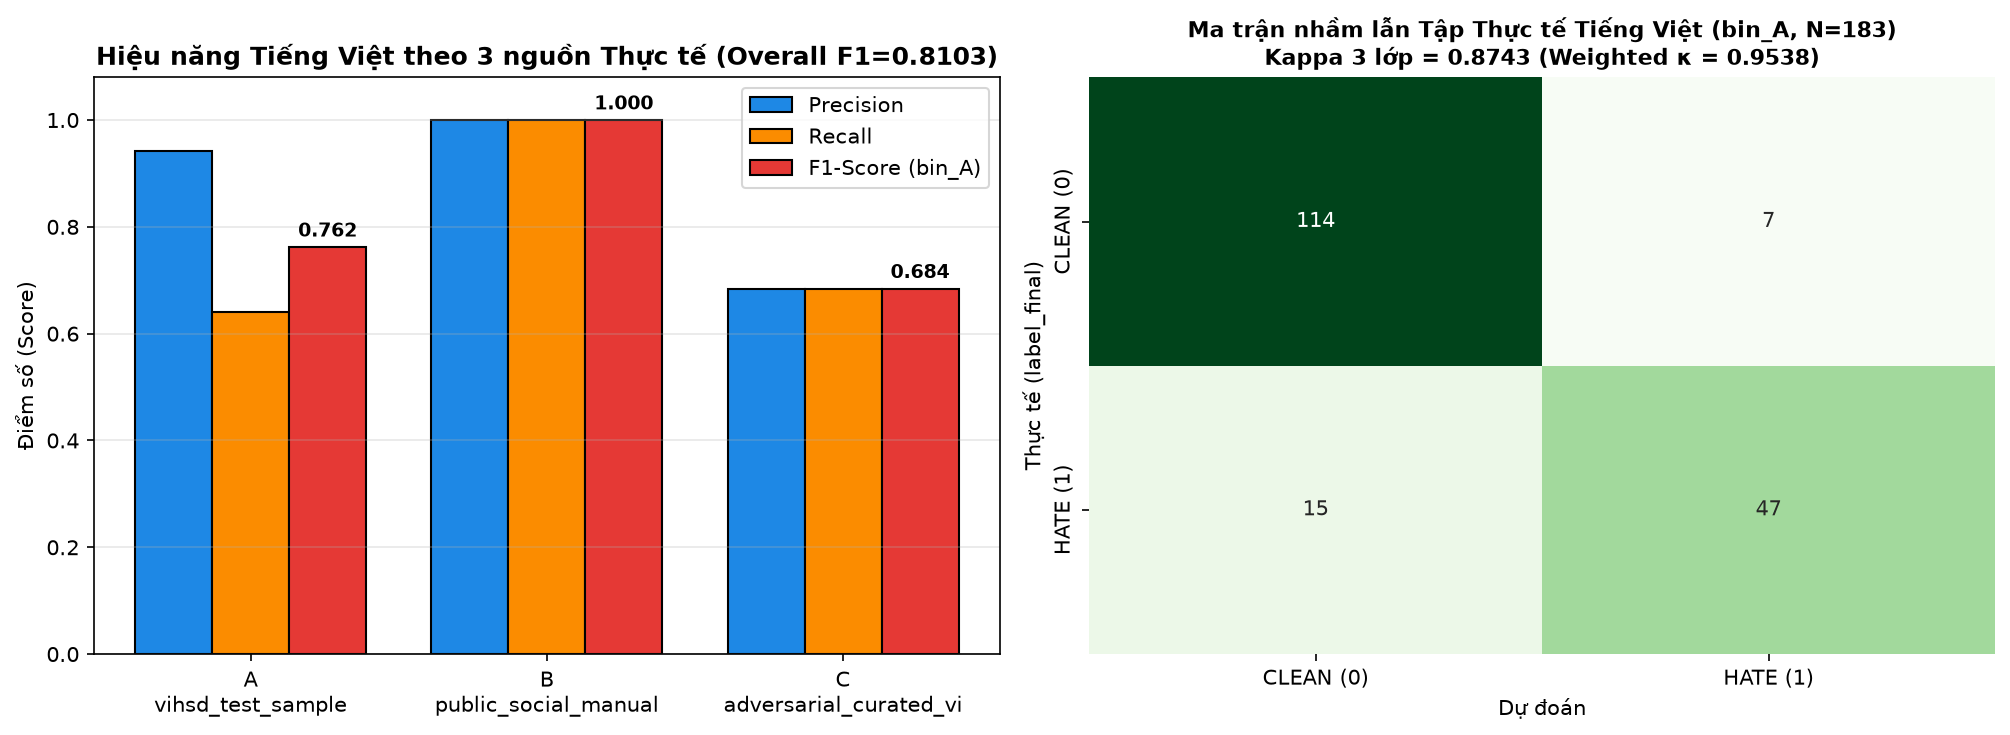 Hiệu năng Tiếng Việt theo 3 nguồn Thực tế (Overall F1=0.8103)
Điểm số (Score)
1.0
0.8
0.6
0.4
0.2
0.0
0.762
1.000
0.684
Precision
Recall
F1-Score (bin_A)
A
vihsd_test_sample
B
public_social_manual
C
adversarial_curated_vi
Ma trận nhầm lẫn Tập Thực tế Tiếng Việt (bin_A, N=183)
Kappa 3 lớp = 0.8743 (Weighted κ = 0.9538)
Thực tế (label_final)
CLEAN (0)
HATE (1)
114
7
15
47
CLEAN (0)
HATE (1)
Dự đoán